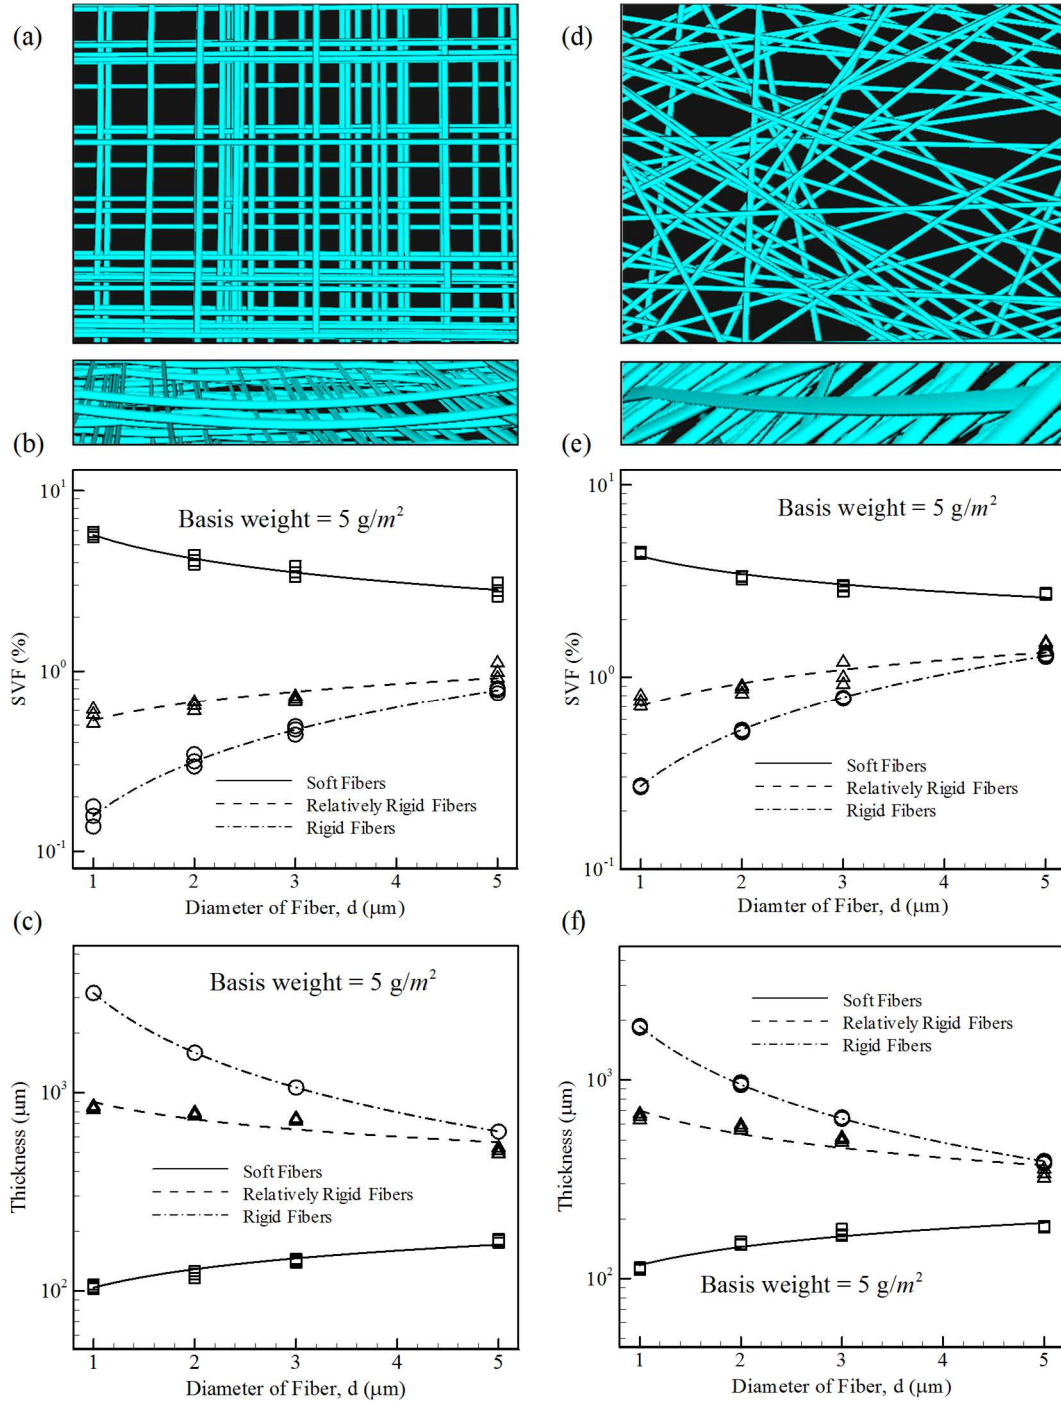 (a)
(d)
(b)
(e)
10¹
Basis weight = 5 g/m²
SVF (%)
10⁰
Soft Fibers
Relatively Rigid Fibers
Rigid Fibers
10⁻¹
1 2 3 4 5
Diameter of Fiber, d (μm)
10¹
Basis weight = 5 g/m²
SVF (%)
10⁰
Soft Fibers
Relatively Rigid Fibers
Rigid Fibers
10⁻¹
1 2 3 4 5
Diameter of Fiber, d (μm)
(c)
(f)
Basis weight = 5 g/m²
10³
Thickness (μm)
Soft Fibers
Relatively Rigid Fibers
Rigid Fibers
10²
1 2 3 4 5
Diameter of Fiber, d (μm)
Soft Fibers
Relatively Rigid Fibers
Rigid Fibers
10³
Thickness (μm)
10²
Basis weight = 5 g/m²
1 2 3 4 5
Diameter of Fiber, d (μm)